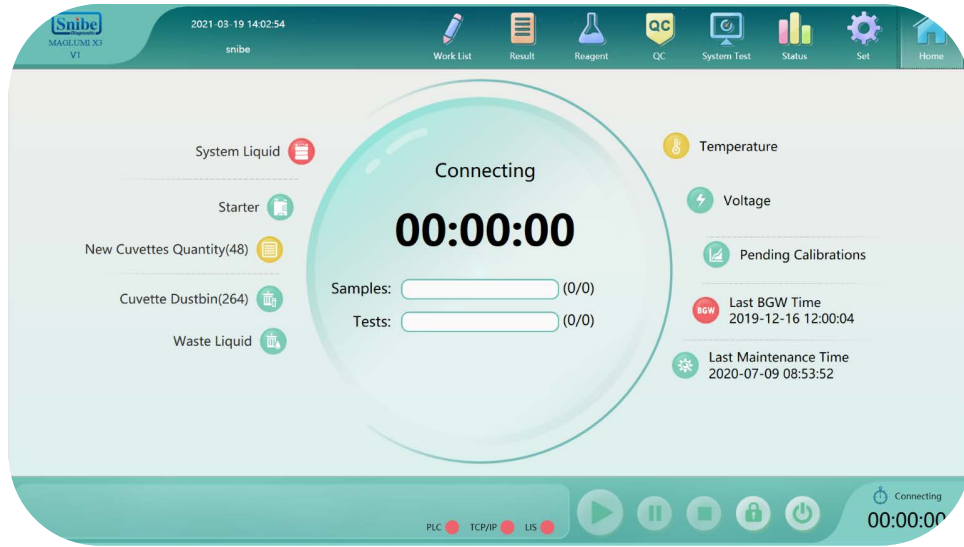 Snibe
Diagnostic
MAGLUMI X3
V1
2021-03-19 14:02:54
snibe
Work List
Result
Reagent
QC
QC
System Test
Status
Set
Home
System Liquid
Starter
New Cuvettes Quantity(48)
Cuvette Dustbin(264)
Waste Liquid
Connecting
00:00:00
Samples: (0/0)
Tests: (0/0)
Temperature
Voltage
Pending Calibrations
BGW
Last BGW Time
2019-12-16 12:00:04
Last Maintenance Time
2020-07-09 08:53:52
PLC TCP/IP LIS
Connecting
00:00:00